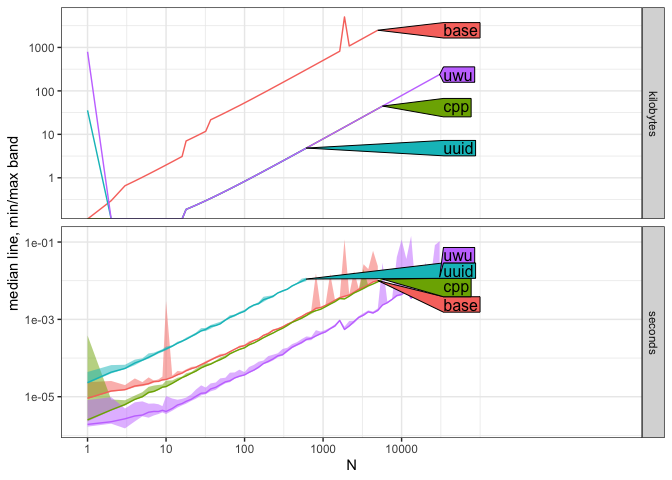 1000
100
10
1
base
uwu
cpp
uuid
kilobytes
median line, min/max band
1e-01
1e-03
1e-05
uwu
uuid
cpp
base
seconds
1 10 100 1000 10000
N